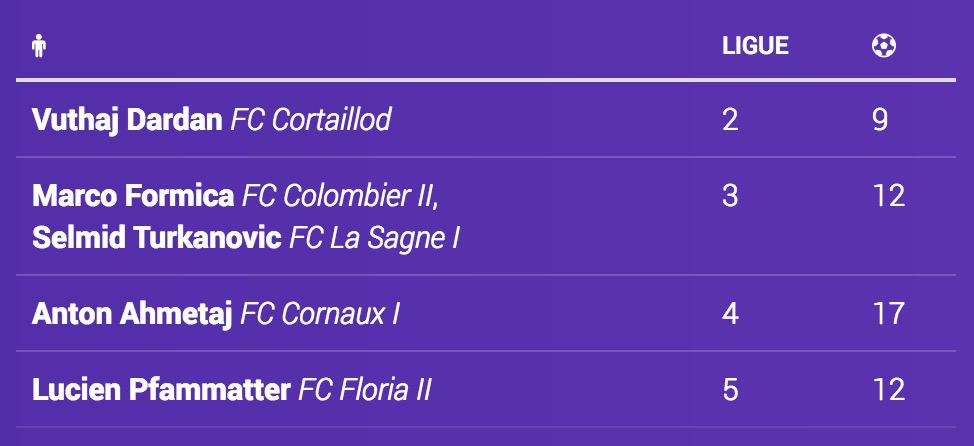 LIGUE
Vuthaj Dardan FC Cortaillod 2 9
Marco Formica FC Colombier II, 3 12
Selmid Turkanovic FC La Sagne I
Anton Ahmetaj FC Cornaux I 4 17
Lucien Pfammatter FC Floria II 5 12